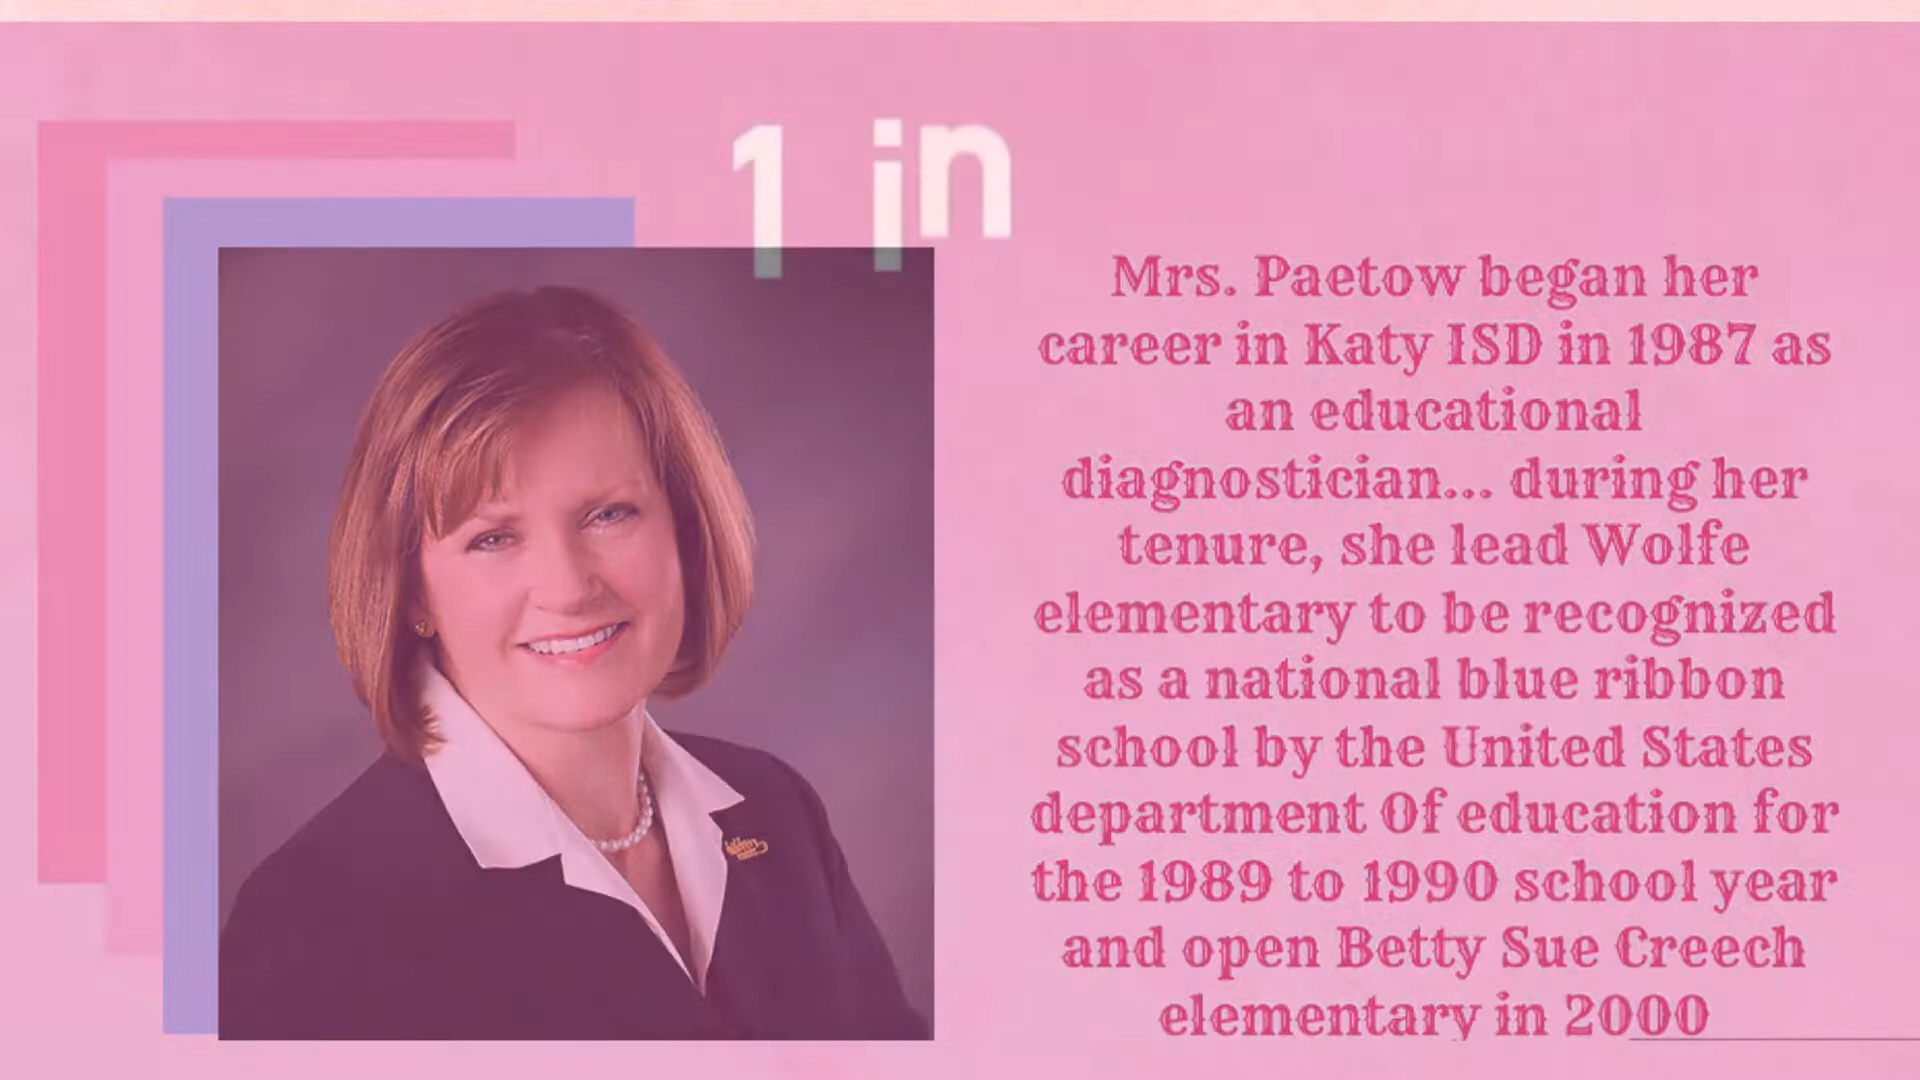 1 in
Mrs. Paetow began her
career in Katy ISD in 1987 as
an educational
diagnostician... during her
tenure, she lead Wolfe
elementary to be recognized
as a national blue ribbon
school by the United States
department Of education for
the 1989 to 1990 school year
and open Betty Sue Creech
elementary in 2000